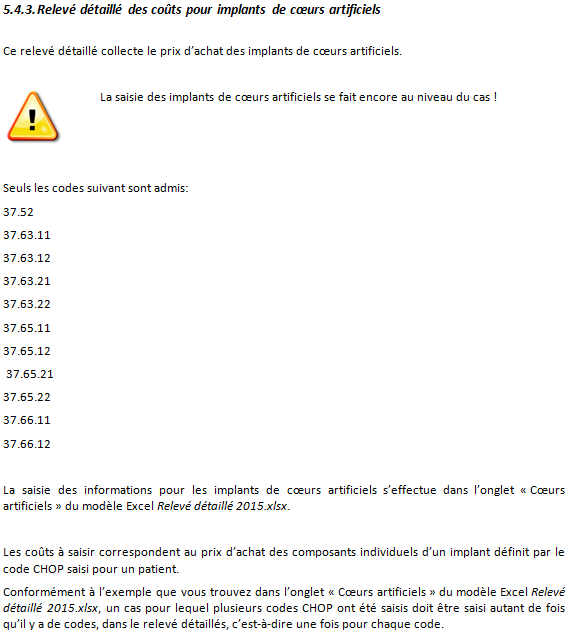 5.4.3. Relevé détaillé des coûts pour implants de cœurs artificiels
Ce relevé détaillé collecte le prix d’achat des implants de cœurs artificiels.
La saisie des implants de cœurs artificiels se fait encore au niveau du cas !
Seuls les codes suivant sont admis:
37.52
37.63.11
37.63.12
37.63.21
37.63.22
37.65.11
37.65.12
37.65.21
37.65.22
37.66.11
37.66.12
La saisie des informations pour les implants de cœurs artificiels s’effectue dans l’onglet « Cœurs
artificiels » du modèle Excel Relevé détaillé 2015.xlsx.
Les coûts à saisir correspondent au prix d’achat des composants individuels d’un implant définit par le
code CHOP saisi pour un patient.
Conformément à l’exemple que vous trouvez dans l’onglet « Cœurs artificiels » du modèle Excel Relevé
détaillé 2015.xlsx, un cas pour lequel plusieurs codes CHOP ont été saisis doit être saisi autant de fois
qu’il y a de codes, dans le relevé détaillés, c’est-à-dire une fois pour chaque code.